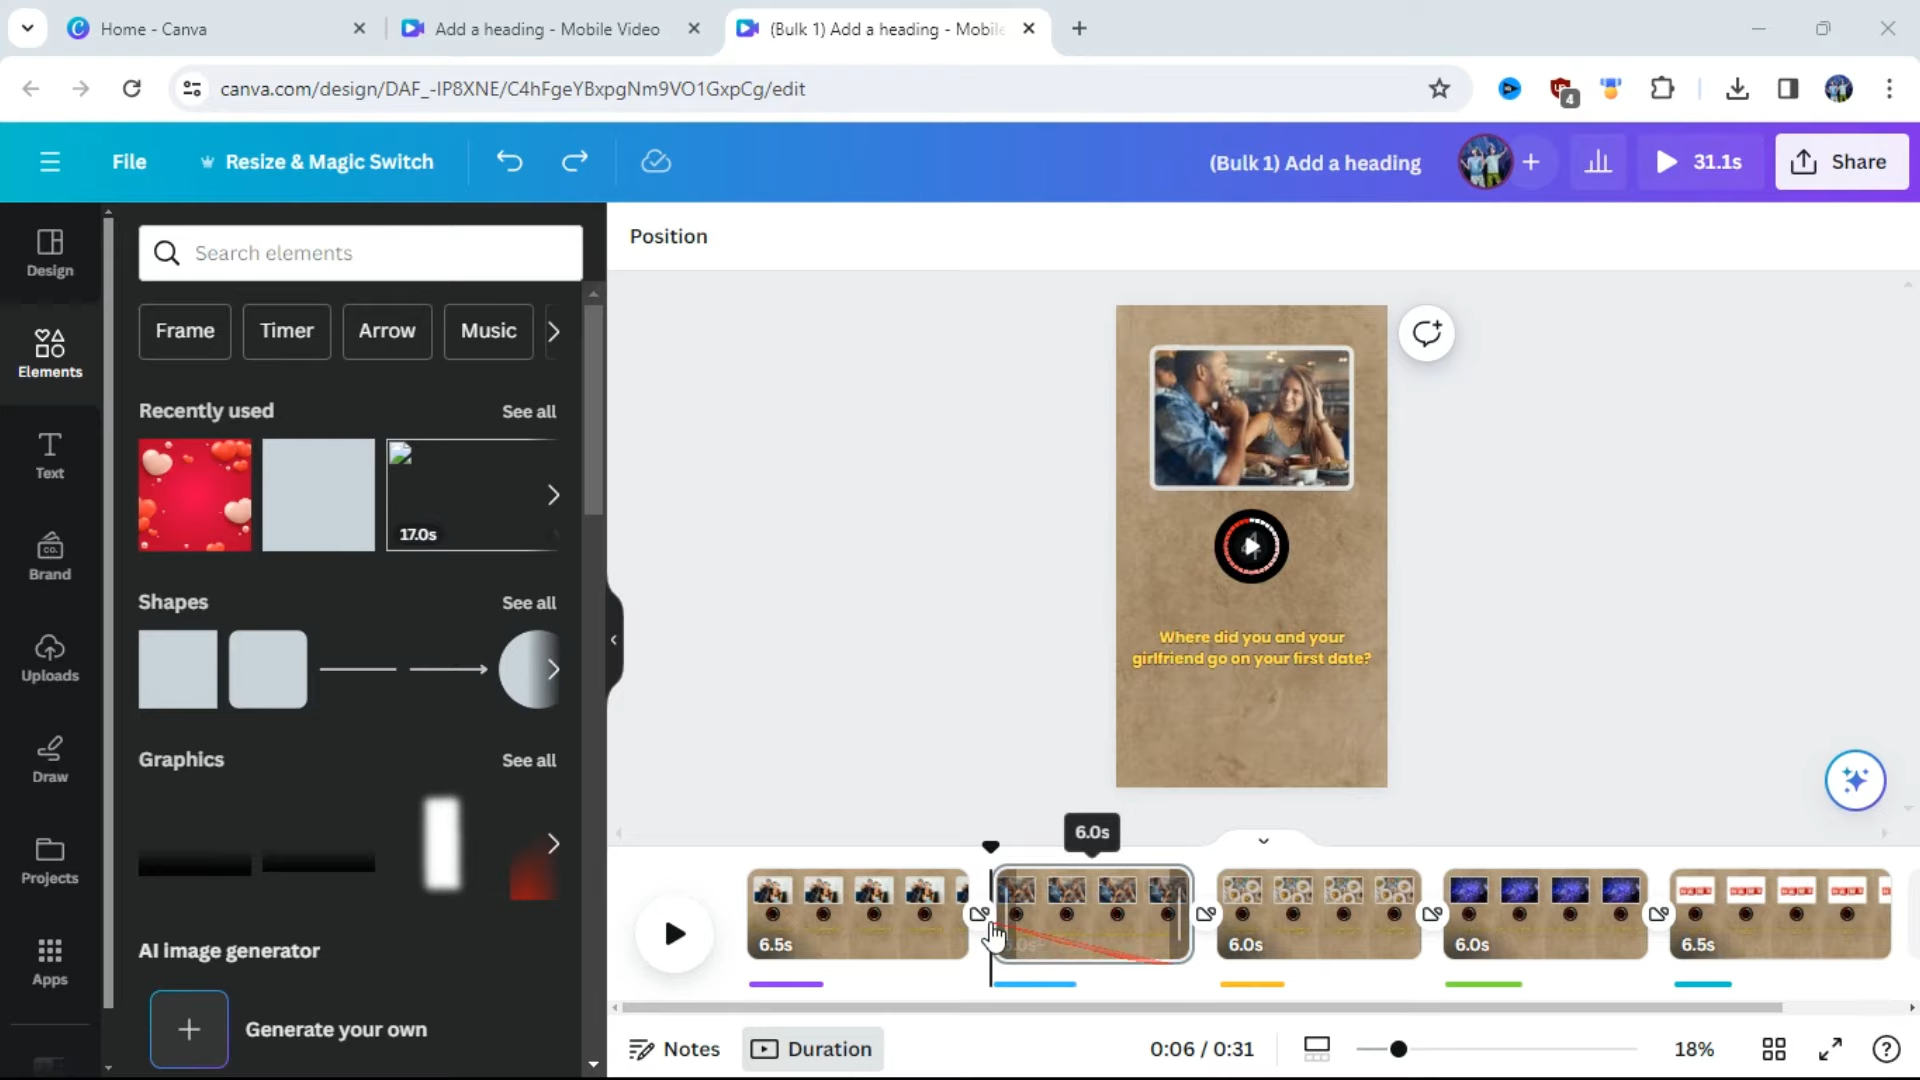 Home - Canva
Add a heading - Mobile Video
(Bulk 1) Add a heading - Mobile
canva.com/design/DAF_-IP8XNE/C4hFgeYBxpgNm9VO1GxpCg/edit
4
File
Resize & Magic Switch
(Bulk 1) Add a heading
31.1s
Share
Design
Elements
Text
Brand
Uploads
Draw
Projects
Apps
Search elements
Frame
Timer
Arrow
Music
Recently used
See all
17.0s
Shapes
See all
Graphics
See all
AI image generator
Generate your own
Position
Where did you and your
girlfriend go on your first date?
6.0s
6.5s
6.0s
6.0s
6.0s
6.5s
Notes
Duration
0:06 / 0:31
18%